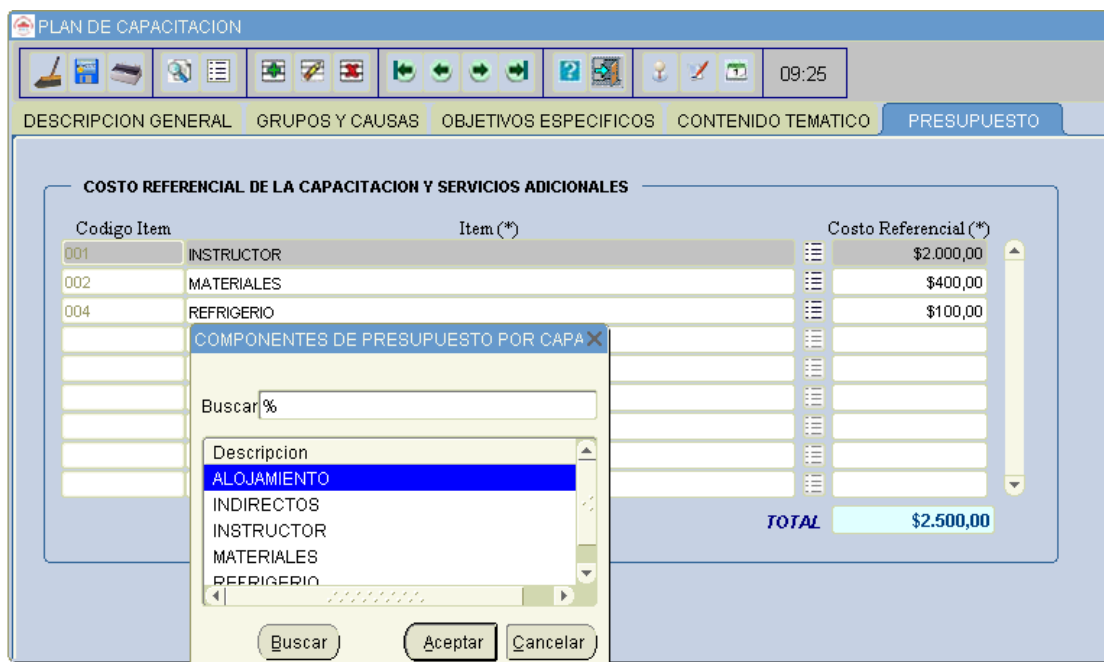 PLAN DE CAPACITACION
09:25
DESCRIPCION GENERAL GRUPOS Y CAUSAS OBJETIVOS ESPECIFICOS CONTENIDO TEMATICO PRESUPUESTO
COSTO REFERENCIAL DE LA CAPACITACION Y SERVICIOS ADICIONALES
Codigo Item Item (*) Costo Referencial (*)
001 INSTRUCTOR $2.000,00
002 MATERIALES $400,00
004 REFRIGERIO $100,00
COMPONENTES DE PRESUPUESTO POR CAPA
Buscar %
Descripcion
ALOJAMIENTO
INDIRECTOS
INSTRUCTOR
MATERIALES
REFRIGERIO
TOTAL $2.500,00
Buscar Aceptar Cancelar